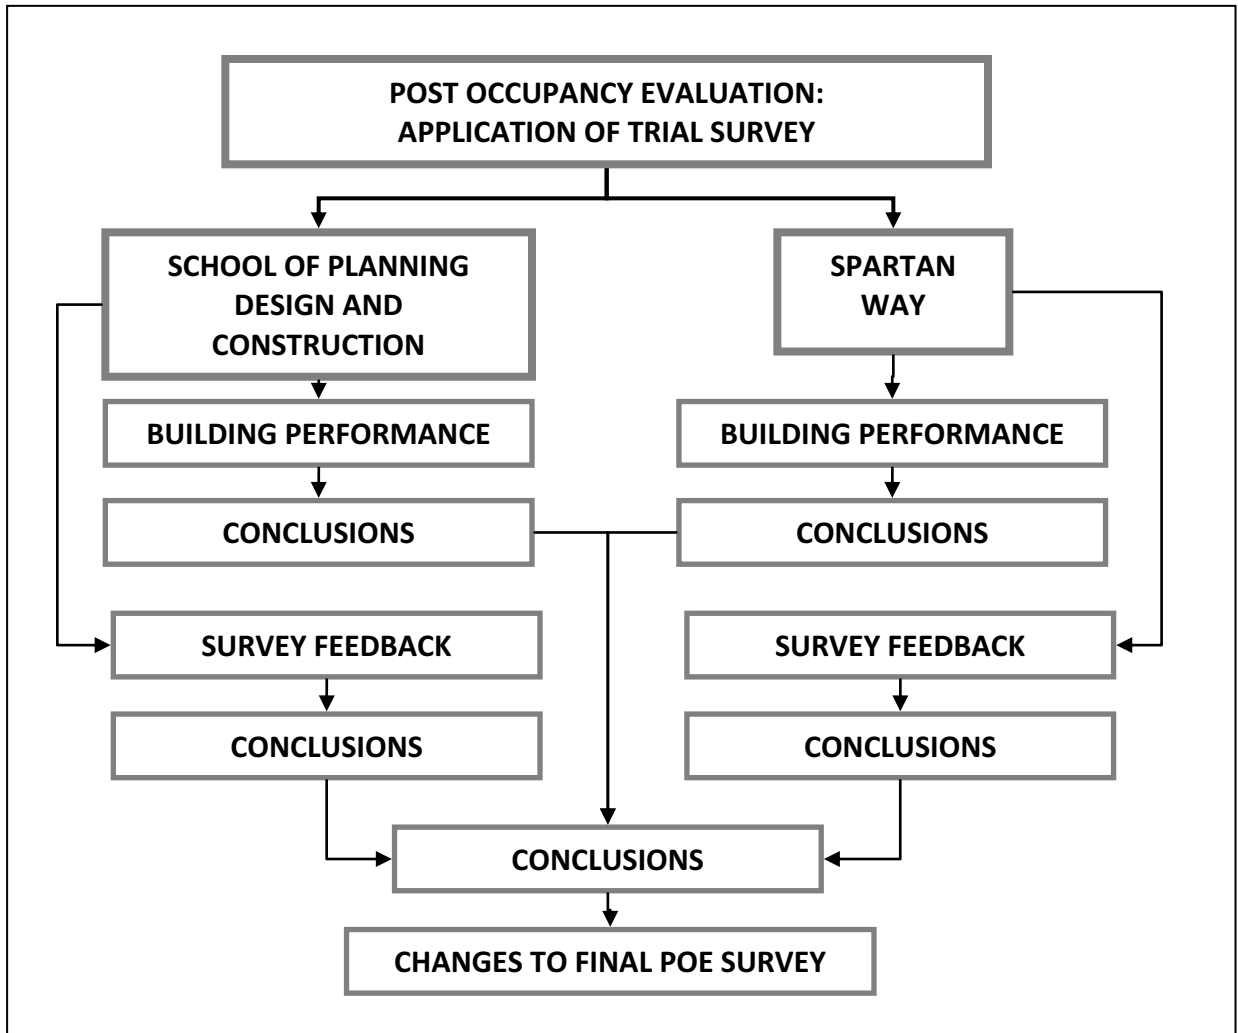 POST OCCUPANCY EVALUATION:
APPLICATION OF TRIAL SURVEY
SCHOOL OF PLANNING
DESIGN AND
CONSTRUCTION
SPARTAN
WAY
BUILDING PERFORMANCE
BUILDING PERFORMANCE
CONCLUSIONS
CONCLUSIONS
SURVEY FEEDBACK
SURVEY FEEDBACK
CONCLUSIONS
CONCLUSIONS
CONCLUSIONS
CHANGES TO FINAL POE SURVEY